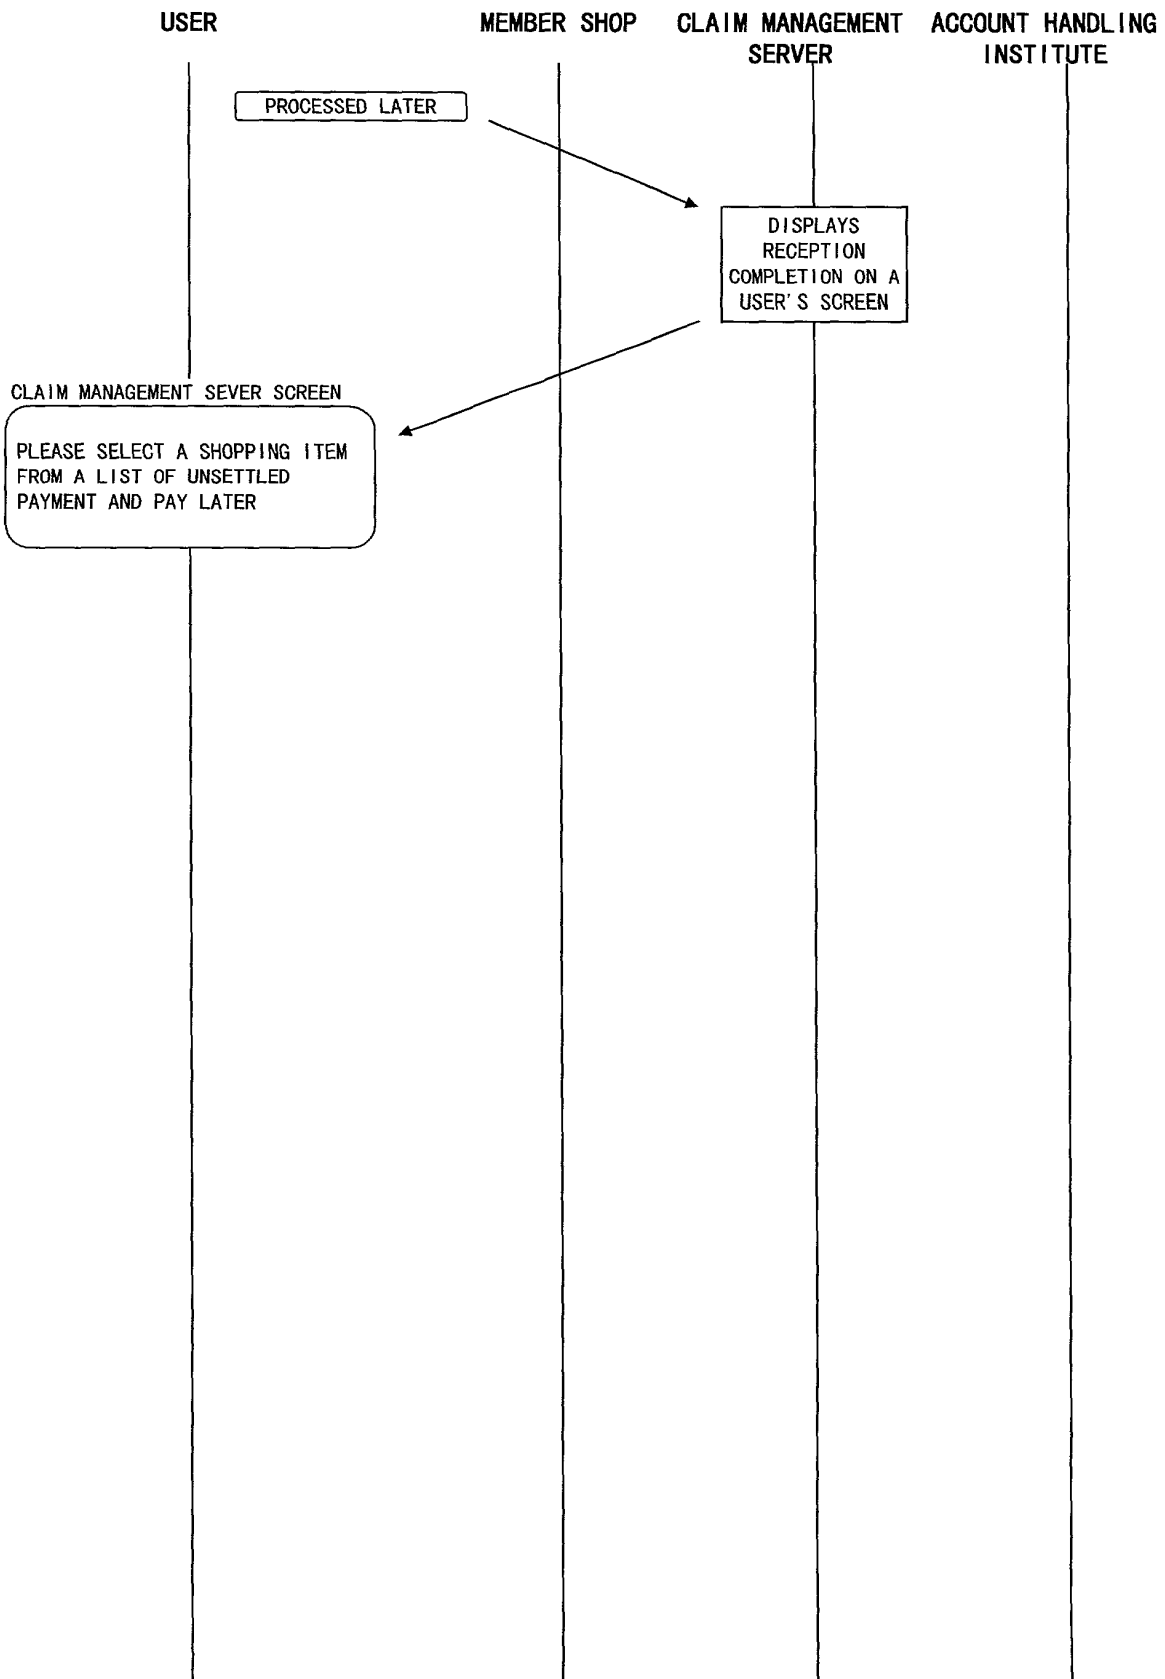 USER
MEMBER SHOP
CLAIM MANAGEMENT
SERVER
ACCOUNT HANDLING
INSTITUTE
PROCESSED LATER
DISPLAYS
RECEPTION
COMPLETION ON A
USER'S SCREEN
CLAIM MANAGEMENT SEVER SCREEN
PLEASE SELECT A SHOPPING ITEM
FROM A LIST OF UNSETTLED
PAYMENT AND PAY LATER